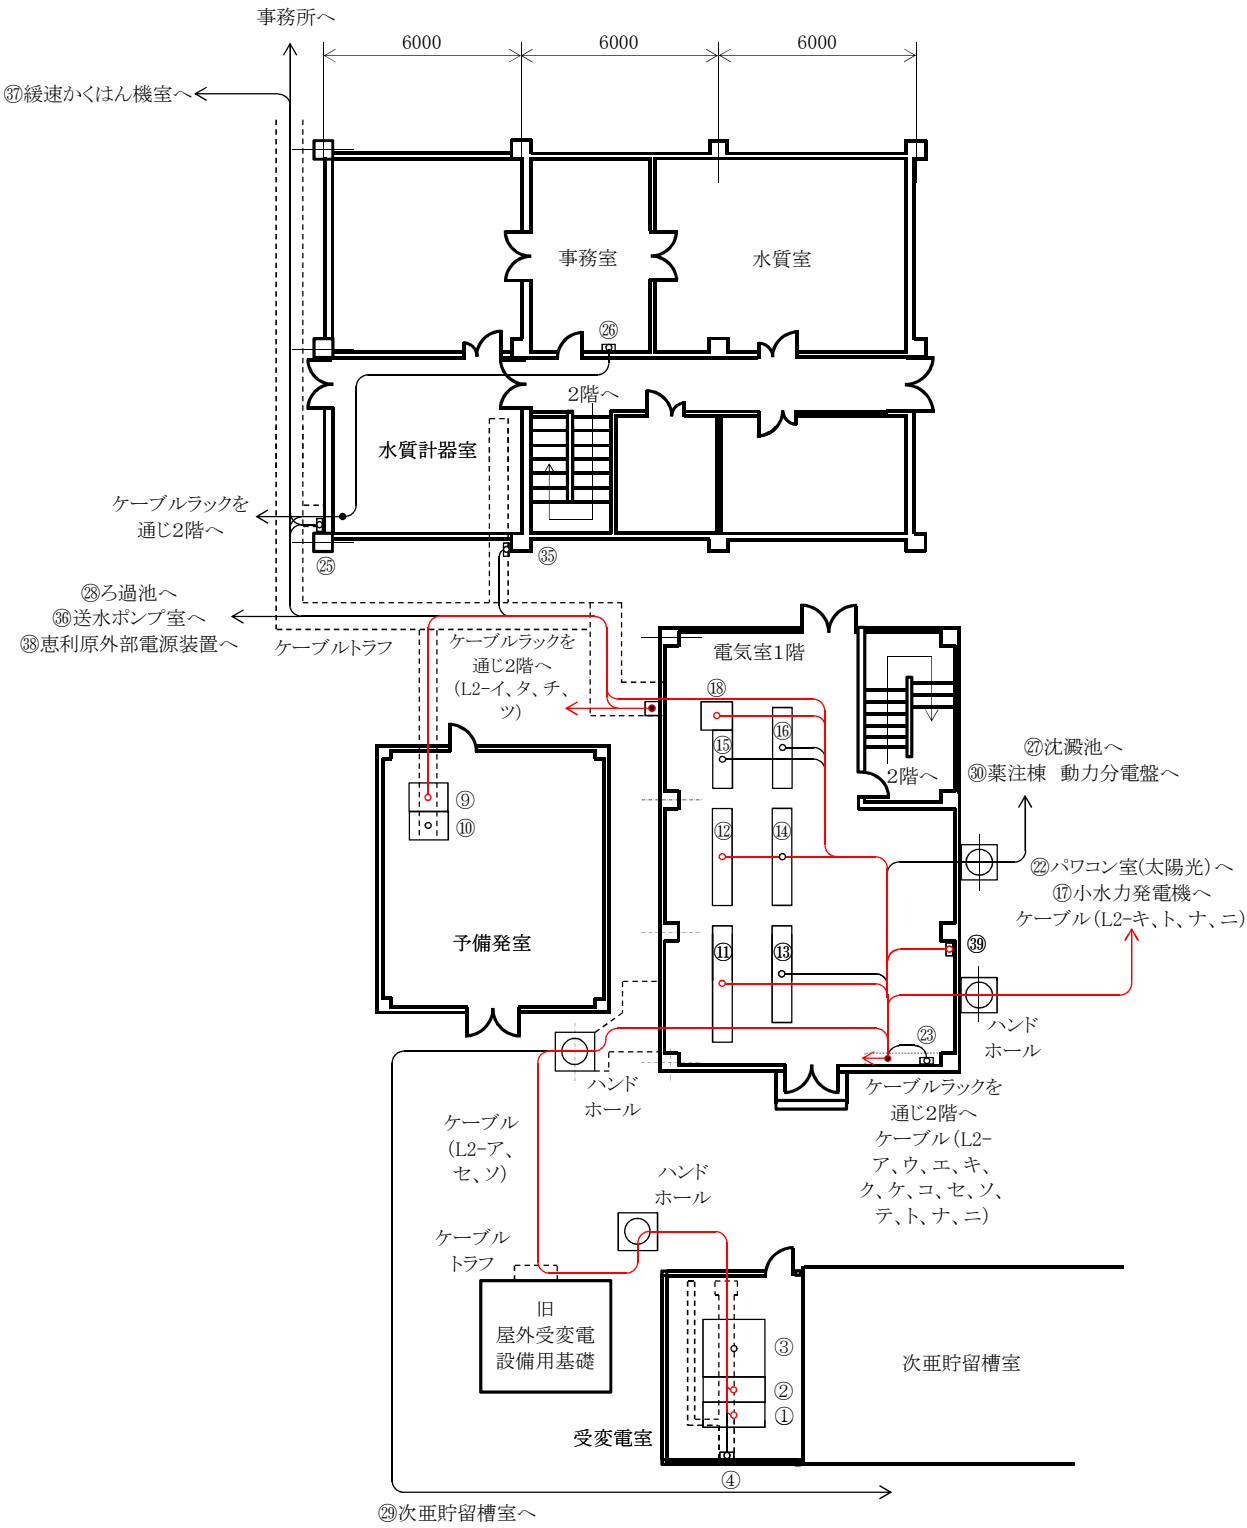 事務所へ
6000
6000
6000
㊲緩速かくはん機室へ
事務室
水質室
㉖
2階へ
水質計器室
ケーブルラックを
通じ2階へ
㉕
㉟
㉘ろ過池へ
㊱送水ポンプ室へ
㊳恵利原外部電源装置へ
ケーブルトラフ
ケーブルラックを
通じ2階へ
(L2-イ、タ、チ、
ツ)
電気室1階
⑱
⑯
⑮
2階へ
㉗沈澱池へ
㉚薬注棟 動力分電盤へ
⑨
⑩
⑫
⑭
㉒パワコン室(太陽光)へ
⑰小水力発電機へ
ケーブル(L2-キ、ト、ナ、ニ)
予備発室
⑪
⑬
㊴
ハンド
ホール
㉓
ハンド
ホール
ケーブルラックを
通じ2階へ
ケーブル(L2-
ア、ウ、エ、キ、
ク、ケ、コ、セ、ソ、
テ、ト、ナ、ニ)
ケーブル
(L2-ア、
セ、ソ)
ハンド
ホール
ケーブル
トラフ
旧
屋外受変電
設備用基礎
③
②
①
次亜貯留槽室
受変電室
④
㉙次亜貯留槽室へ